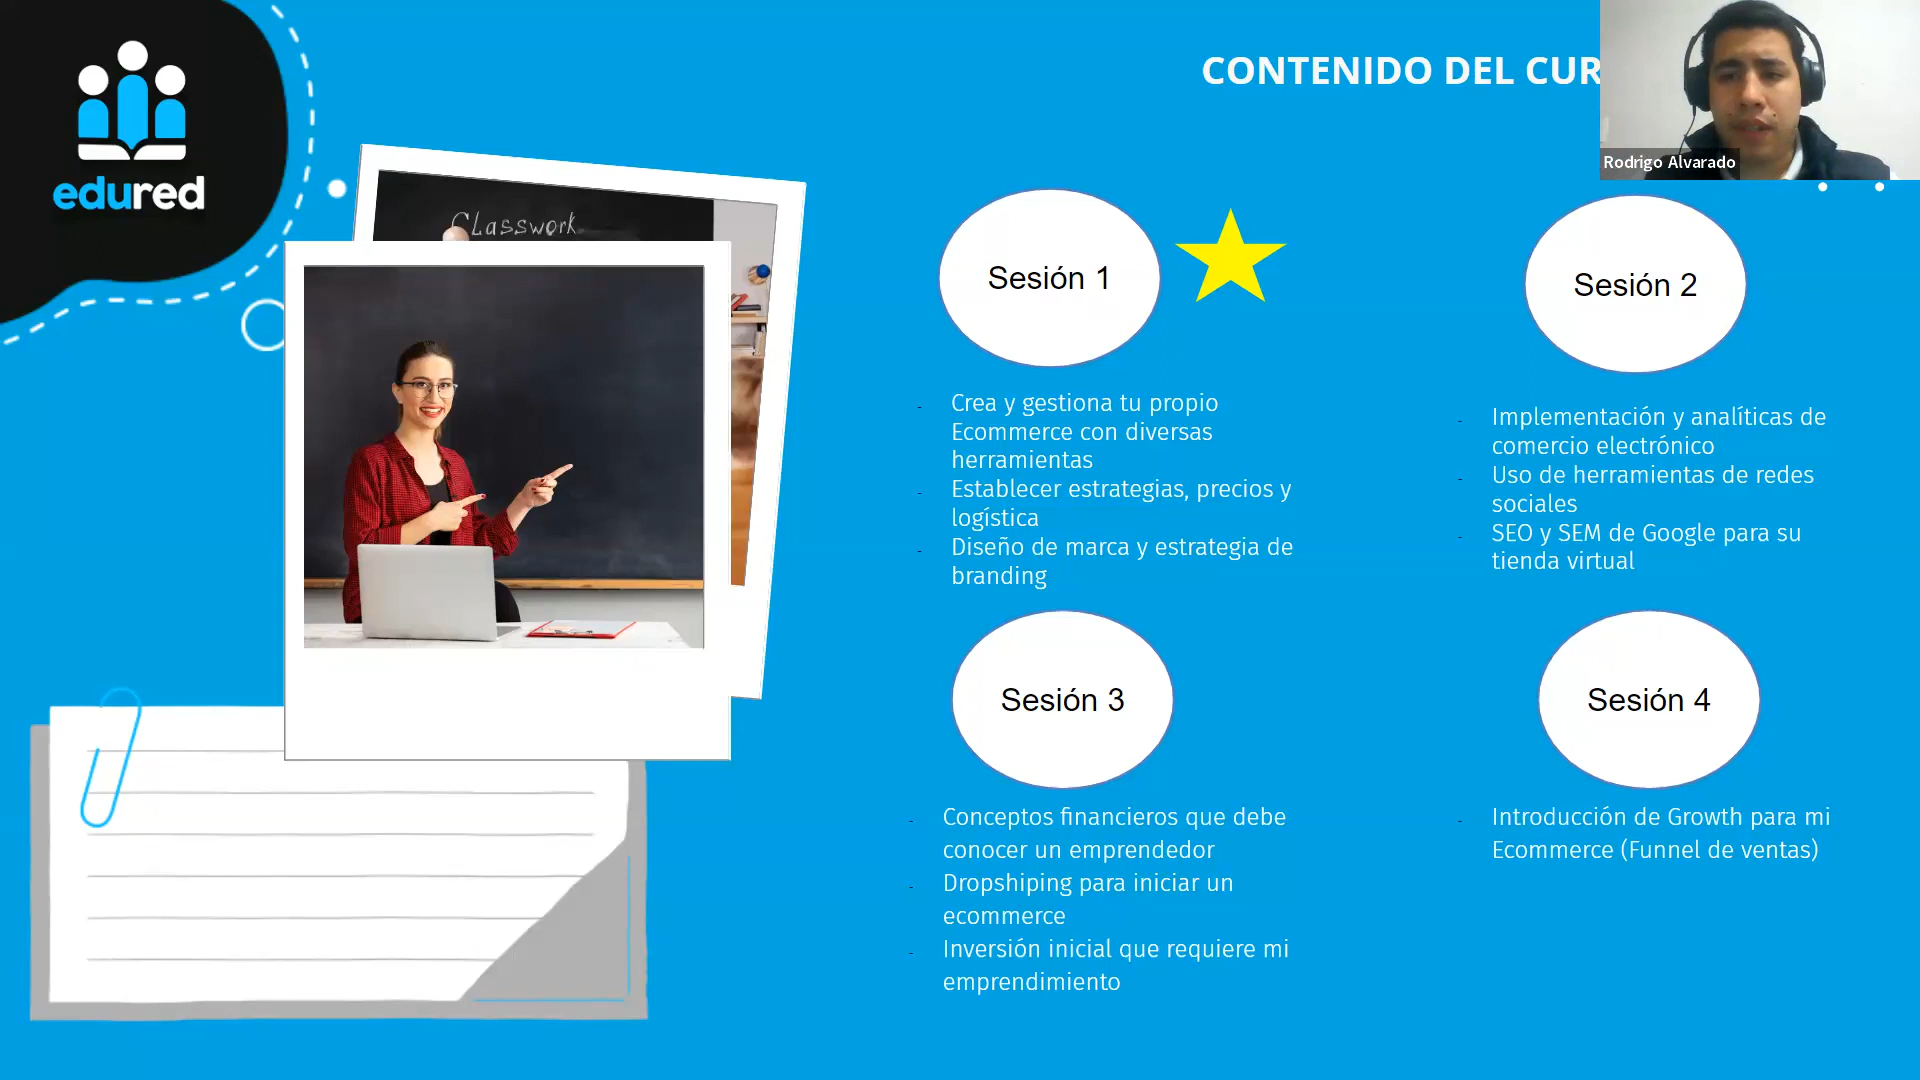 edured
CONTENIDO DEL CUR
Rodrigo Alvarado
Classwork
Sesión 1
- Crea y gestiona tu propio
Ecommerce con diversas
herramientas
- Establecer estrategias, precios y
logística
- Diseño de marca y estrategia de
branding
Sesión 2
- Implementación y analíticas de
comercio electrónico
- Uso de herramientas de redes
sociales
- SEO y SEM de Google para su
tienda virtual
Sesión 3
- Conceptos financieros que debe
conocer un emprendedor
- Dropshiping para iniciar un
ecommerce
- Inversión inicial que requiere mi
emprendimiento
Sesión 4
- Introducción de Growth para mi
Ecommerce (Funnel de ventas)